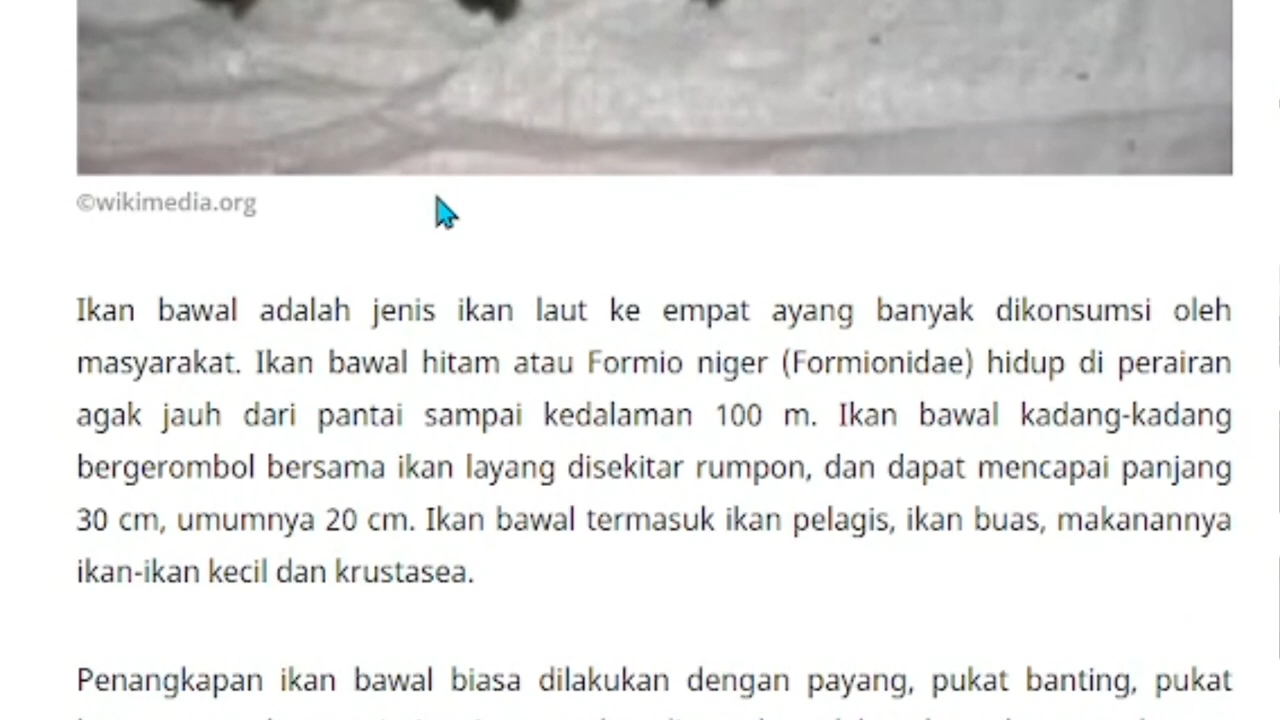 ©wikimedia.org
Ikan bawal adalah jenis ikan laut ke empat ayang banyak dikonsumsi oleh
masyarakat. Ikan bawal hitam atau Formio niger (Formionidae) hidup di perairan
agak jauh dari pantai sampai kedalaman 100 m. Ikan bawal kadang-kadang
bergerombol bersama ikan layang disekitar rumpon, dan dapat mencapai panjang
30 cm, umumnya 20 cm. Ikan bawal termasuk ikan pelagis, ikan buas, makanannya
ikan-ikan kecil dan krustasea.
Penangkapan ikan bawal biasa dilakukan dengan payang, pukat banting, pukat